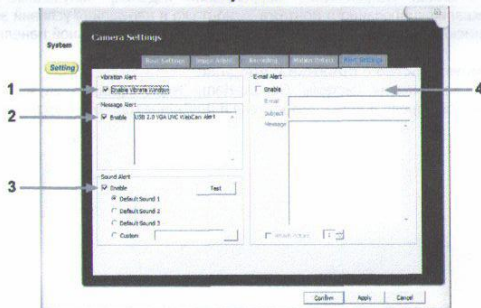 System
Setting
Camera Settings
Base Settings
Image Adjust
Recording
Motion Detect
Alert Settings
1
Vibration Alert
Enable Vibrate Window
2
Message Alert
Enable
USB 2.0 VGA UVC WebCam Alert
3
Sound Alert
Enable
Test
Default Sound 1
Default Sound 2
Default Sound 3
Custom
4
E-mail Alert
Enable
E-mail
Subject
Message
Confirm
Apply
Cancel